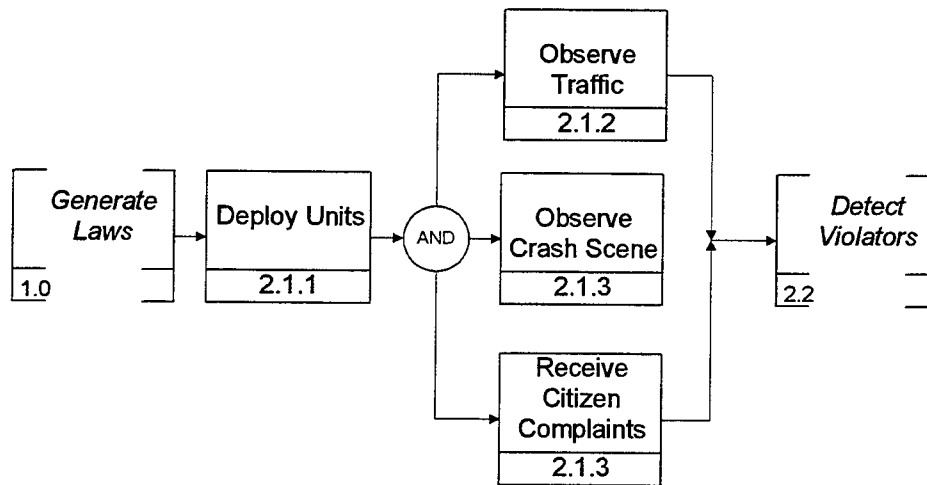 Generate
Laws
1.0
Deploy Units
2.1.1
AND
Observe
Traffic
2.1.2
Observe
Crash Scene
2.1.3
Receive
Citizen
Complaints
2.1.3
Detect
Violators
2.2